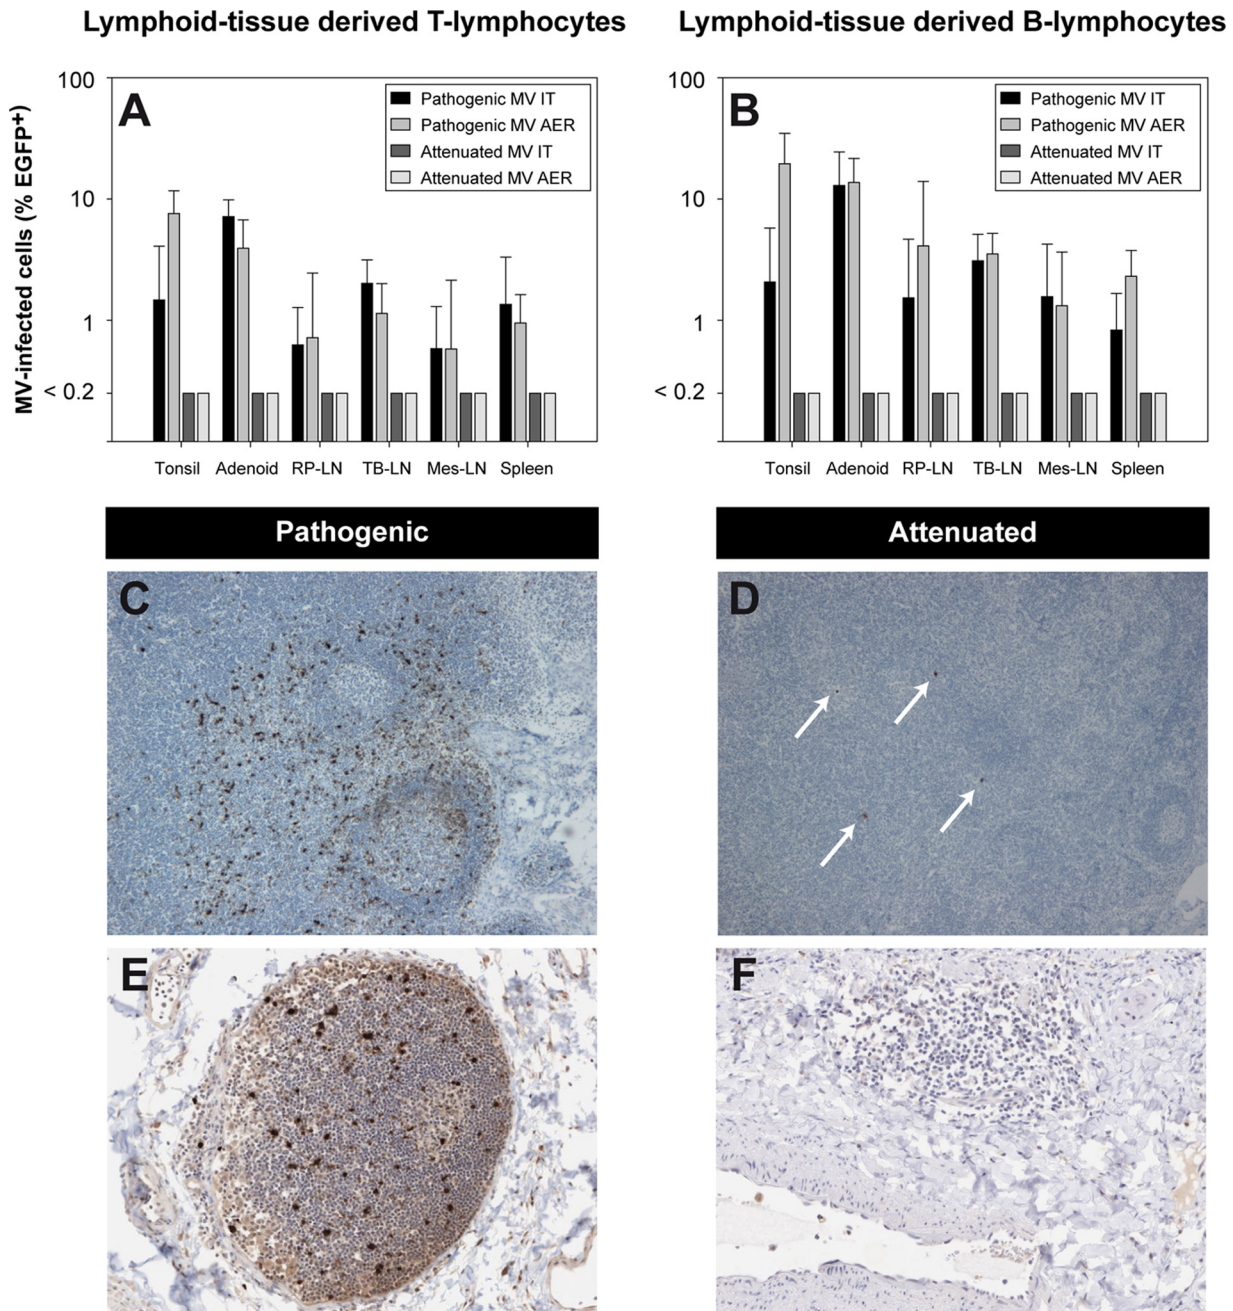 Lymphoid-tissue derived T-lymphocytes
Lymphoid-tissue derived B-lymphocytes
MV-infected cells (% EGFP+)
A
100
10
1
< 0.2
Pathogenic MV IT
Pathogenic MV AER
Attenuated MV IT
Attenuated MV AER
Tonsil Adenoid RP-LN TB-LN Mes-LN Spleen
B
100
10
1
< 0.2
Pathogenic MV IT
Pathogenic MV AER
Attenuated MV IT
Attenuated MV AER
Tonsil Adenoid RP-LN TB-LN Mes-LN Spleen
Pathogenic
Attenuated
C
D
E
F